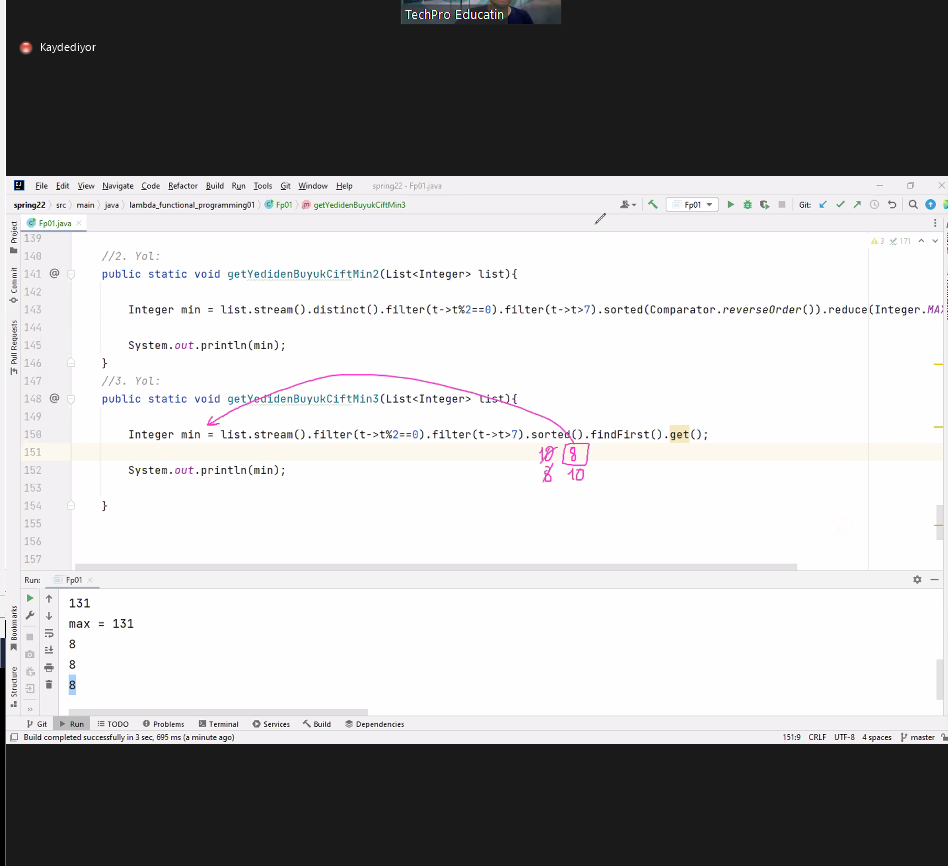 TechPro Educatin
Kaydediyor
File Edit View Navigate Code Refactor Build Run Tools Git Window Help spring22 - Fp01.java
spring22 src main java lambda_functional_programming01 Fp01 getYedidenBuyukCiftMin3 Fp01 Git:
Fp01.java
Project
Commit
Pull Requests
3 171
139
140 //2. Yol:
141 @ public static void getYedidenBuyukCiftMin2(List<Integer> list){
142
143 Integer min = list.stream().distinct().filter(t->t%2==0).filter(t->t>7).sorted(Comparator.reverseOrder()).reduce(Integer.MA
144
145 System.out.println(min);
146 }
147 //3. Yol:
148 @ public static void getYedidenBuyukCiftMin3(List<Integer> list){
149
150 Integer min = list.stream().filter(t->t%2==0).filter(t->t>7).sorted().findFirst().get();
151
10 8
152 System.out.println(min);
8 10
153
154 }
155
156
157
Run: Fp01
131
max = 131
8
8
8
Bookmarks
Structure
Git Run TODO Problems Terminal Services Build Dependencies
Build completed successfully in 3 sec, 695 ms (a minute ago) 151:9 CRLF UTF-8 4 spaces master